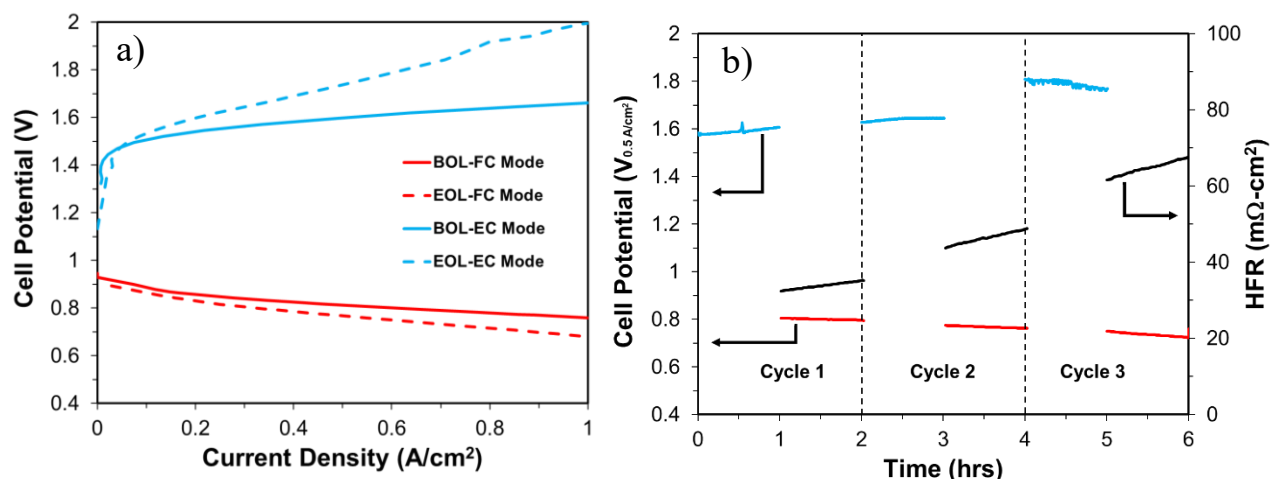 a)
2
1.8
1.6
1.4
1.2
1
0.8
0.6
0.4
Cell Potential (V)
BOL-FC Mode
EOL-FC Mode
BOL-EC Mode
EOL-EC Mode
0 0.2 0.4 0.6 0.8 1
Current Density (A/cm²)
b)
2
1.8
1.6
1.4
1.2
1
0.8
0.6
0.4
Cell Potential (V0.5 A/cm²)
Cycle 1 Cycle 2 Cycle 3
100
80
60
40
20
0
HFR (mΩ-cm²)
0 1 2 3 4 5 6
Time (hrs)